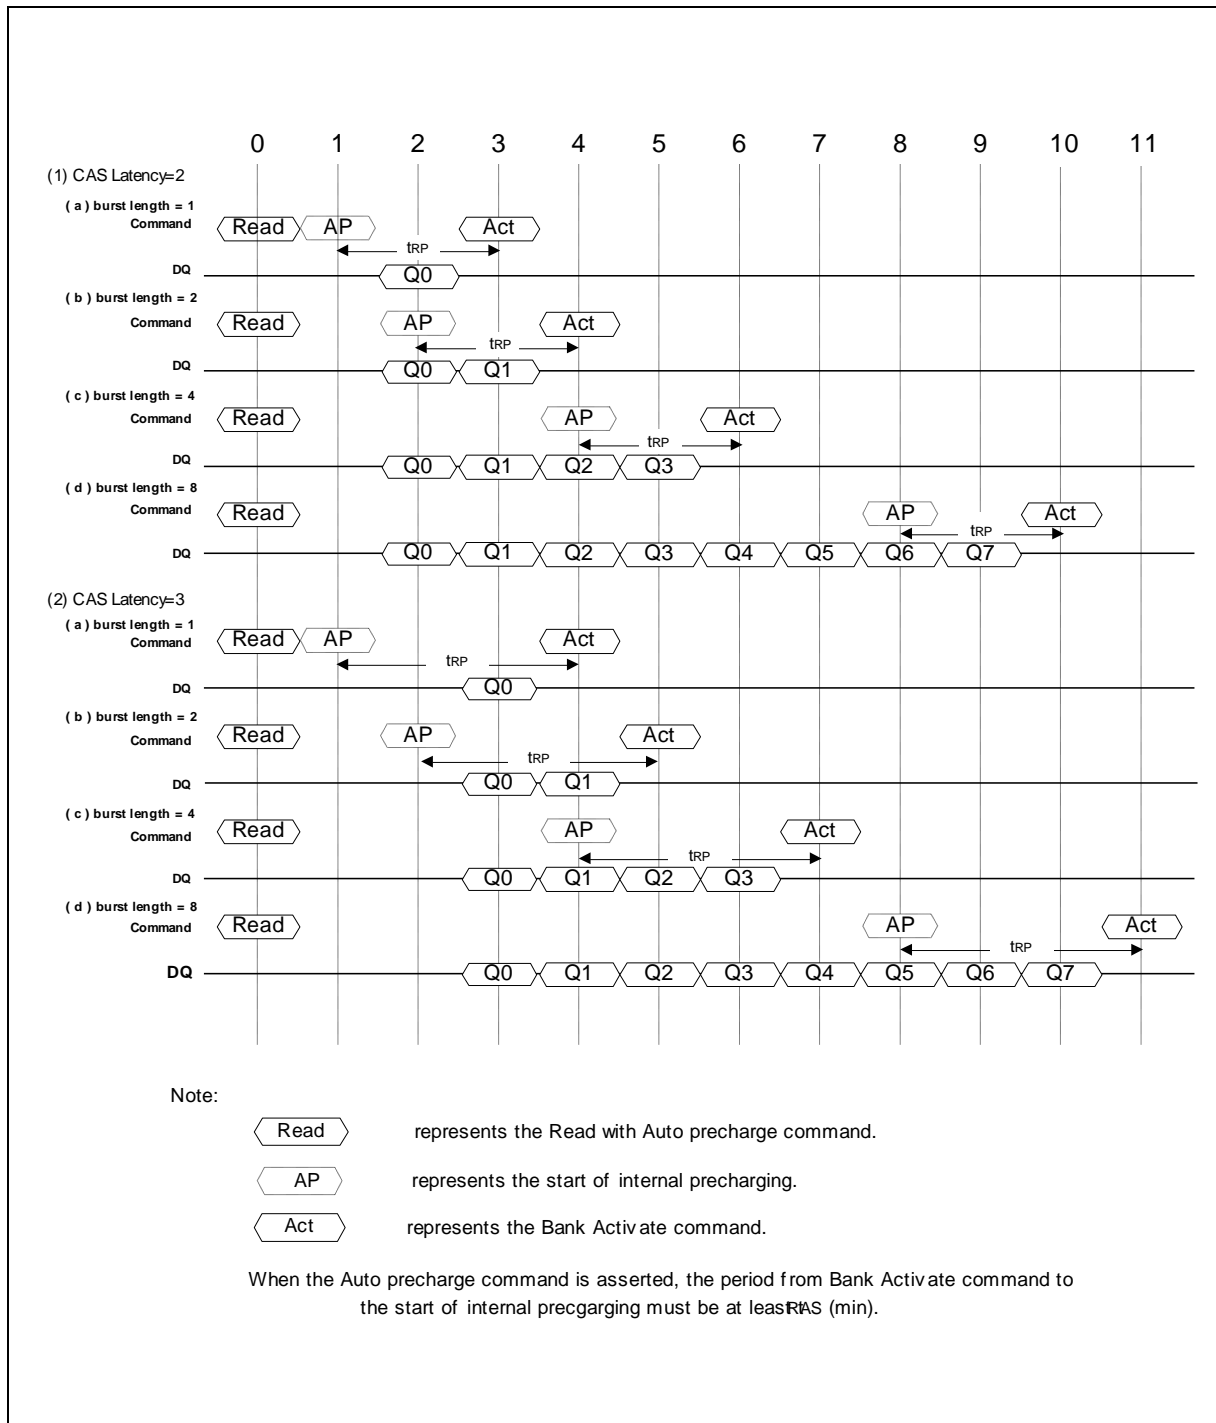 0 1 2 3 4 5 6 7 8 9 10 11
(1) CAS Latency=2
( a ) burst length = 1
Command Read AP Act
tRP
DQ Q0
( b ) burst length = 2
Command Read AP Act
tRP
DQ Q0 Q1
( c ) burst length = 4
Command Read AP Act
tRP
DQ Q0 Q1 Q2 Q3
( d ) burst length = 8
Command Read AP Act
tRP
DQ Q0 Q1 Q2 Q3 Q4 Q5 Q6 Q7
(2) CAS Latency=3
( a ) burst length = 1
Command Read AP Act
tRP
DQ Q0
( b ) burst length = 2
Command Read AP Act
tRP
DQ Q0 Q1
( c ) burst length = 4
Command Read AP Act
tRP
DQ Q0 Q1 Q2 Q3
( d ) burst length = 8
Command Read AP Act
tRP
DQ Q0 Q1 Q2 Q3 Q4 Q5 Q6 Q7
Note:
Read represents the Read with Auto precharge command.
AP represents the start of internal precharging.
Act represents the Bank Activate command.
When the Auto precharge command is asserted, the period from Bank Activate command to
the start of internal precgarging must be at least tRAS (min).